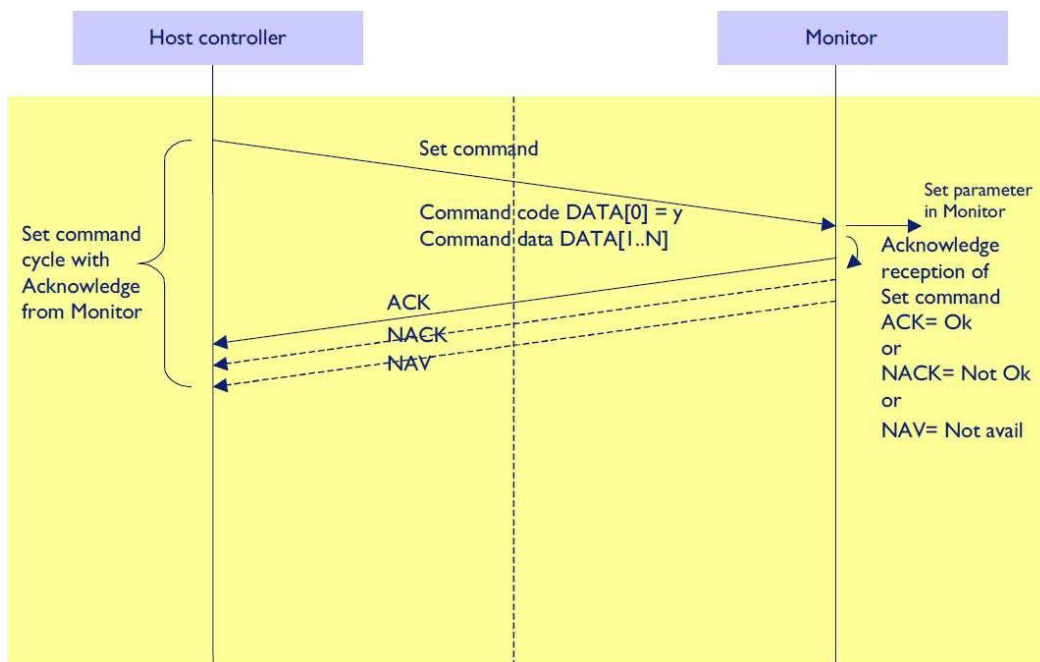 Host controller
Monitor
Set command
Command code DATA[0] = y
Command data DATA[1..N]
Set parameter
in Monitor
Set command
cycle with
Acknowledge
from Monitor
Acknowledge
reception of
Set command
ACK= Ok
or
NACK= Not Ok
or
NAV= Not avail
ACK
NACK
NAV